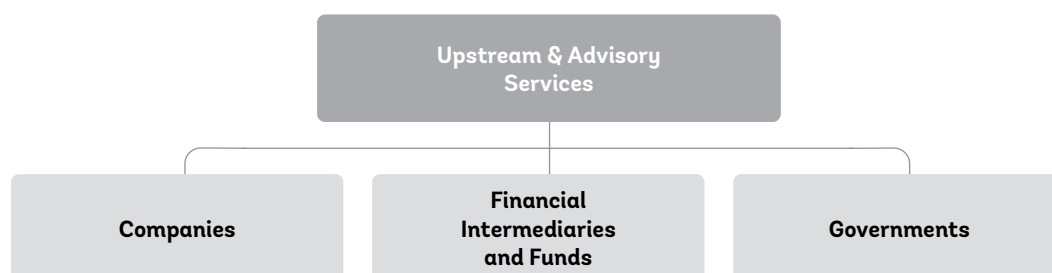 Upstream & Advisory
Services
Companies
Financial
Intermediaries
and Funds
Governments